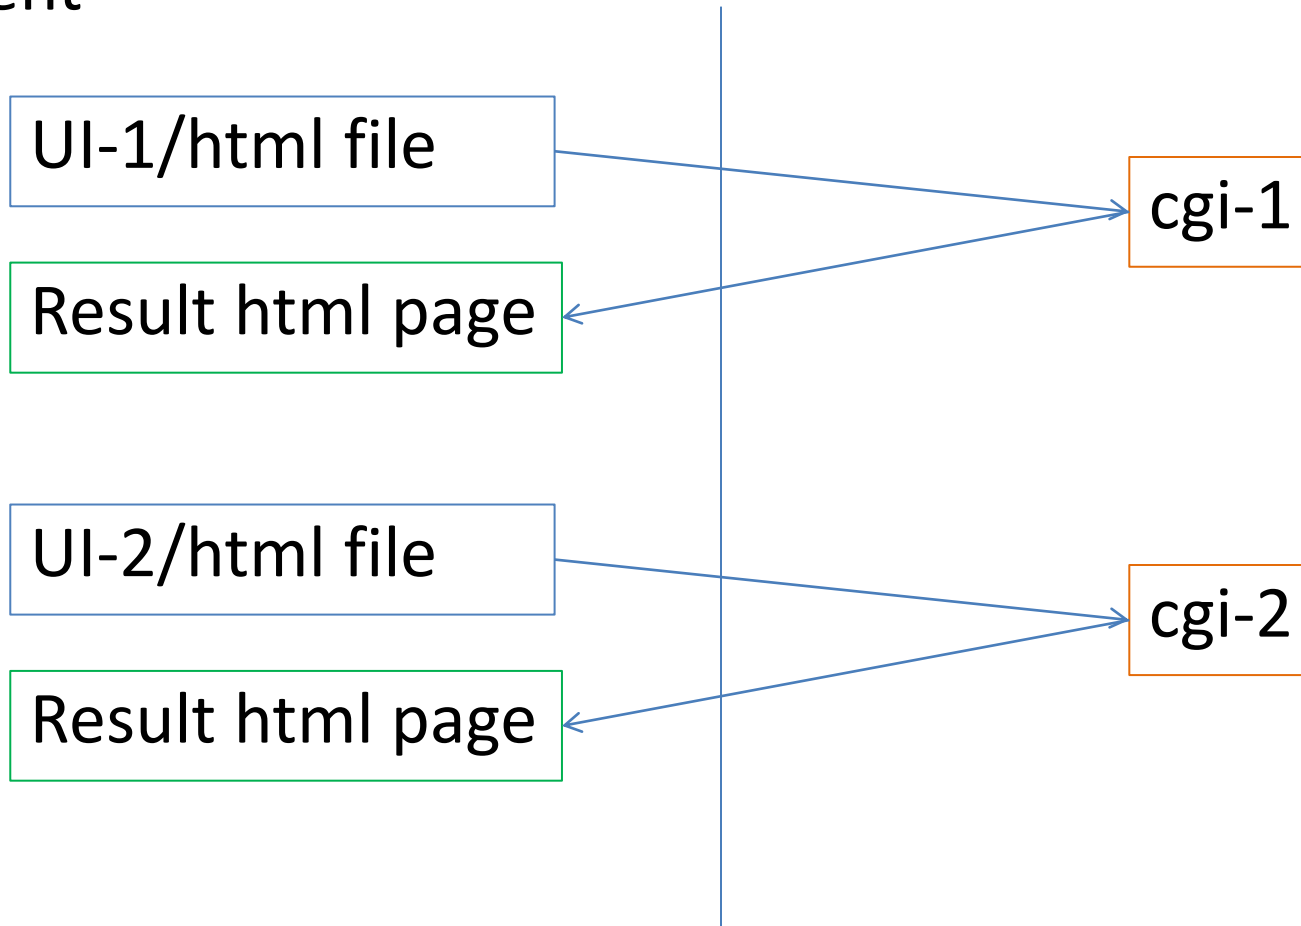 UI-1/html file
cgi-1
Result html page
UI-2/html file
cgi-2
Result html page